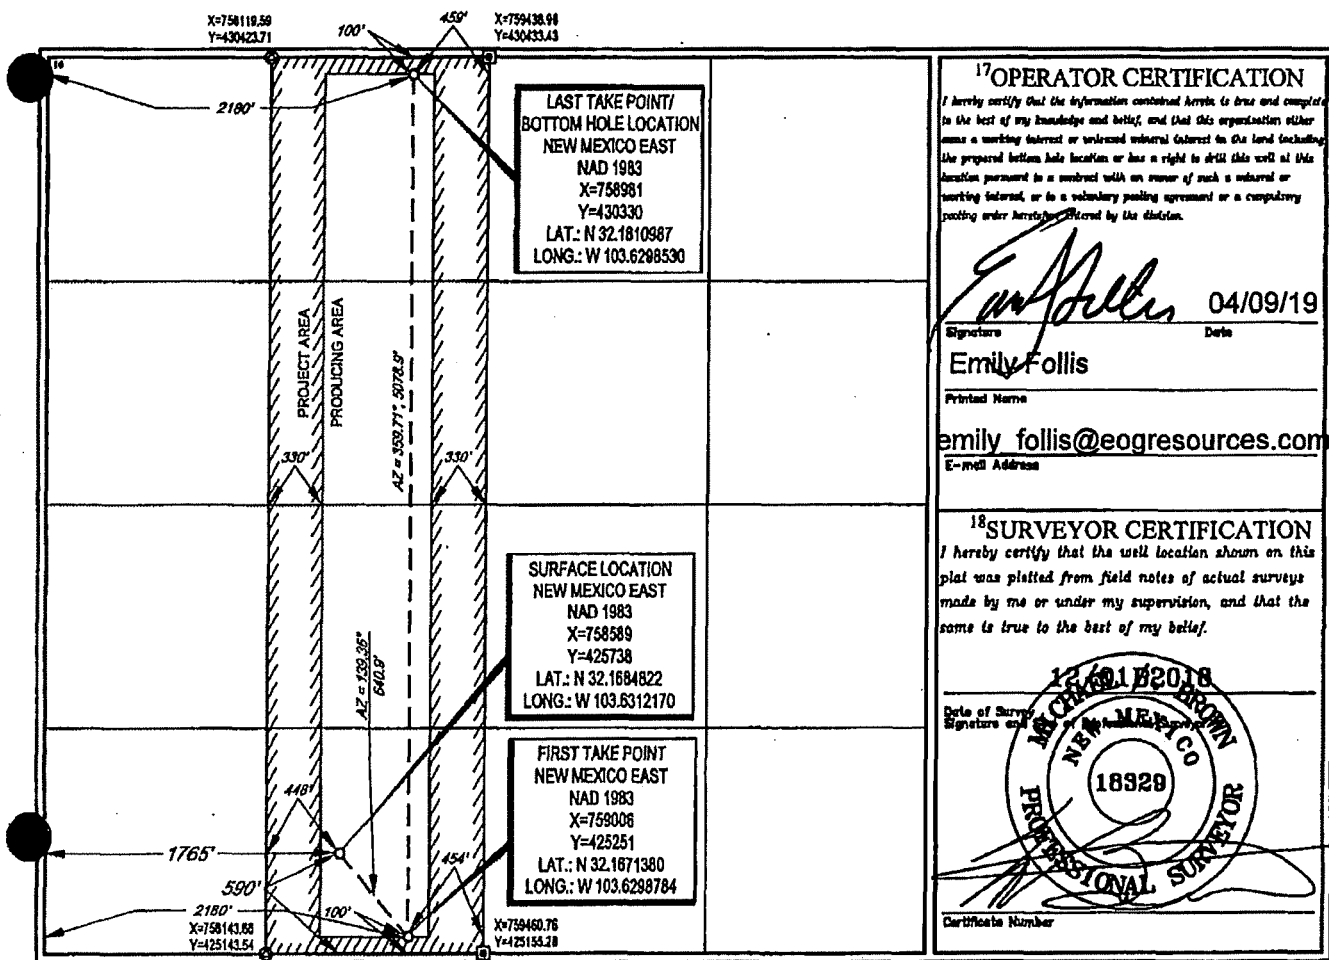 X=758119.59
Y=430423.71
100'
459'
X=759438.98
Y=430433.43
16
2180'
LAST TAKE POINT/
BOTTOM HOLE LOCATION
NEW MEXICO EAST
NAD 1983
X=758981
Y=430330
LAT.: N 32.1810987
LONG.: W 103.6298530
PROJECT AREA
PRODUCING AREA
AZ = 359.71°, 5078.9'
330'
330'
SURFACE LOCATION
NEW MEXICO EAST
NAD 1983
X=758589
Y=425738
LAT.: N 32.1684822
LONG.: W 103.6312170
AZ = 139.36°
640.9'
FIRST TAKE POINT
NEW MEXICO EAST
NAD 1983
X=759006
Y=425251
LAT.: N 32.1671380
LONG.: W 103.6298784
448'
1765'
590'
454'
2180'
100'
X=758143.68
Y=425143.54
X=759460.76
Y=425155.28
17 OPERATOR CERTIFICATION
I hereby certify that the information contained herein is true and complete
to the best of my knowledge and belief, and that this organization either
owns a working interest or unleased mineral interest in the land including
the proposed bottom hole location or has a right to drill this well at this
location pursuant to a contract with an owner of such a mineral or
working interest, or to a voluntary pooling agreement or a compulsory
pooling order heretofore entered by the division.
04/09/19
Signature Date
Emily Follis
Printed Name
emily_follis@eogresources.com
E-mail Address
18 SURVEYOR CERTIFICATION
I hereby certify that the well location shown on this
plat was plotted from field notes of actual surveys
made by me or under my supervision, and that the
same is true to the best of my belief.
Date of Survey
Signature and
MICHAEL BROWN
NEW MEXICO
18329
PROFESSIONAL SURVEYOR
Certificate Number